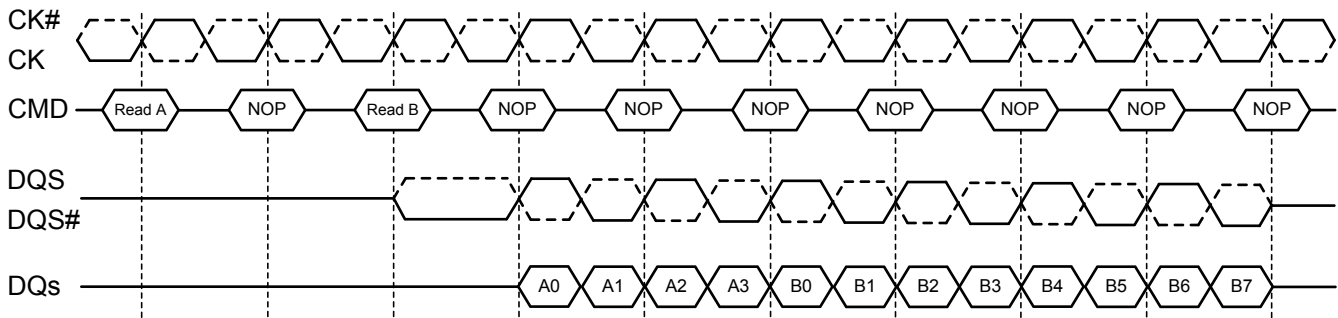 CK#
CK
CMD Read A NOP Read B NOP NOP NOP NOP NOP NOP NOP
DQS
DQS#
DQs A0 A1 A2 A3 B0 B1 B2 B3 B4 B5 B6 B7